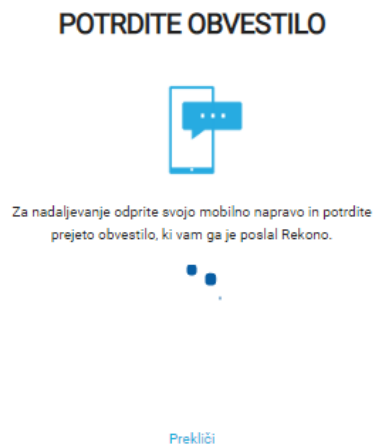 POTRDITE OBVESTILO
Za nadaljevanje odprite svojo mobilno napravo in potrdite
prejeto obvestilo, ki vam ga je poslal Rekono.
Prekliči